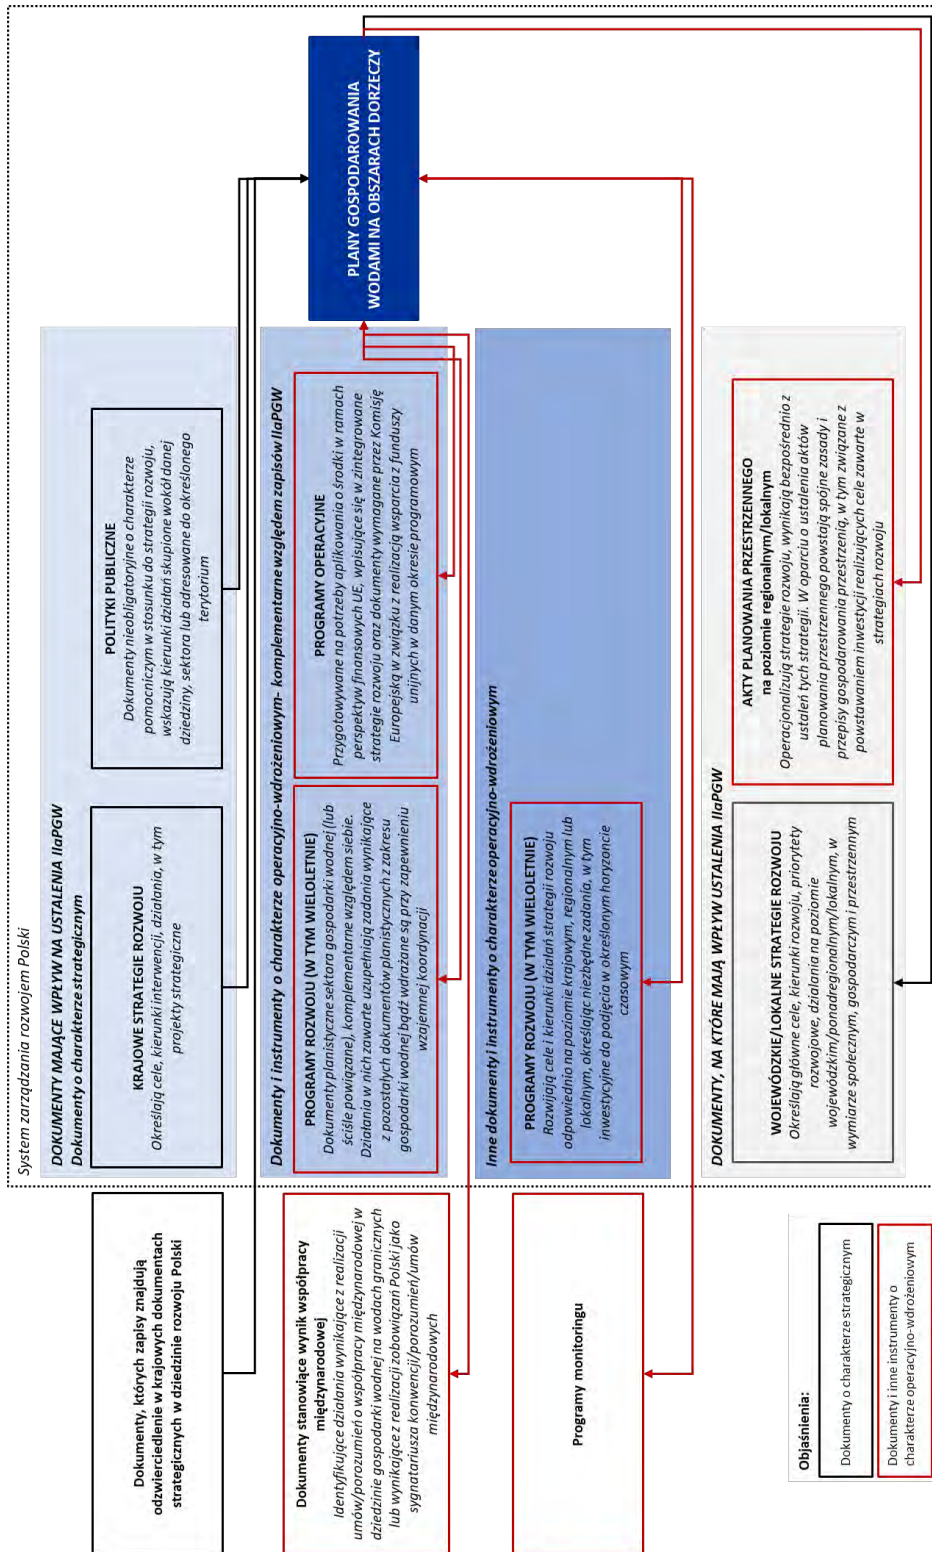 Dokumenty, których zapisy znajdują
odzwierciedlenie w krajowych dokumentach
strategicznych w dziedzinie rozwoju Polski
Dokumenty stanowiące wynik współpracy
międzynarodowej
Identyfikujące działania wynikające z realizacji
umów/porozumień o współpracy międzynarodowej w
dziedzinie gospodarki wodnej na wodach granicznych
lub wynikające z realizacji zobowiązań Polski jako
sygnatariusza konwencji/porozumień/umów
międzynarodowych
Programy monitoringu
Objaśnienia:
Dokumenty o charakterze strategicznym
Dokumenty i inne instrumenty o
charakterze operacyjno-wdrożeniowym
System zarządzania rozwojem Polski
DOKUMENTY MAJĄCE WPŁYW NA USTALENIA IIaPGW
Dokumenty o charakterze strategicznym
KRAJOWE STRATEGIE ROZWOJU
Określają cele, kierunki interwencji, działania, w tym
projekty strategiczne
POLITYKI PUBLICZNE
Dokumenty nieobligatoryjne o charakterze
pomocniczym w stosunku do strategii rozwoju,
wskazują kierunki działań skupione wokół danej
dziedziny, sektora lub adresowane do określonego
terytorium
Dokumenty i instrumenty o charakterze operacyjno-wdrożeniowym- komplementarne względem zapisów IIaPGW
PROGRAMY ROZWOJU (W TYM WIELOLETNIE)
Dokumenty planistyczne sektora gospodarki wodnej (lub
ściśle powiązane), komplementarne względem siebie.
Działania w nich zawarte uzupełniają zadania wynikające
z pozostałych dokumentów planistycznych z zakresu
gospodarki wodnej bądź wdrażane są przy zapewnieniu
wzajemnej koordynacji
PROGRAMY OPERACYJNE
Przygotowywane na potrzeby aplikowania o środki w ramach
perspektyw finansowych UE, wpisujące się w zintegrowane
strategie rozwoju oraz dokumenty wymagane przez Komisję
Europejską w związku z realizacją wsparcia z funduszy
unijnych w danym okresie programowym
Inne dokumenty i instrumenty o charakterze operacyjno-wdrożeniowym
PROGRAMY ROZWOJU (W TYM WIELOLETNIE)
Rozwijają cele i kierunki działań strategii rozwoju
odpowiednio na poziomie krajowym, regionalnym lub
lokalnym, określając niezbędne zadania, w tym
inwestycyjne do podjęcia w określonym horyzoncie
czasowym
DOKUMENTY, NA KTÓRE MAJĄ WPŁYW USTALENIA IIaPGW
WOJEWÓDZKIE/LOKALNE STRATEGIE ROZWOJU
Określają główne cele, kierunki rozwoju, priorytety
rozwojowe, działania na poziomie
wojewódzkim/ponadregionalnym/lokalnym, w
wymiarze społecznym, gospodarczym i przestrzennym
AKTY PLANOWANIA PRZESTRZENNEGO
na poziomie regionalnym/lokalnym
Operacjonalizują strategie rozwoju, wynikają bezpośrednio z
ustaleń tych strategii. W oparciu o ustalenia aktów
planowania przestrzennego powstają spójne zasady i
przepisy gospodarowania przestrzenią, w tym związane z
powstawaniem inwestycji realizujących cele zawarte w
strategiach rozwoju
PLANY GOSPODAROWANIA
WODAMI NA OBSZARACH DORZECZY